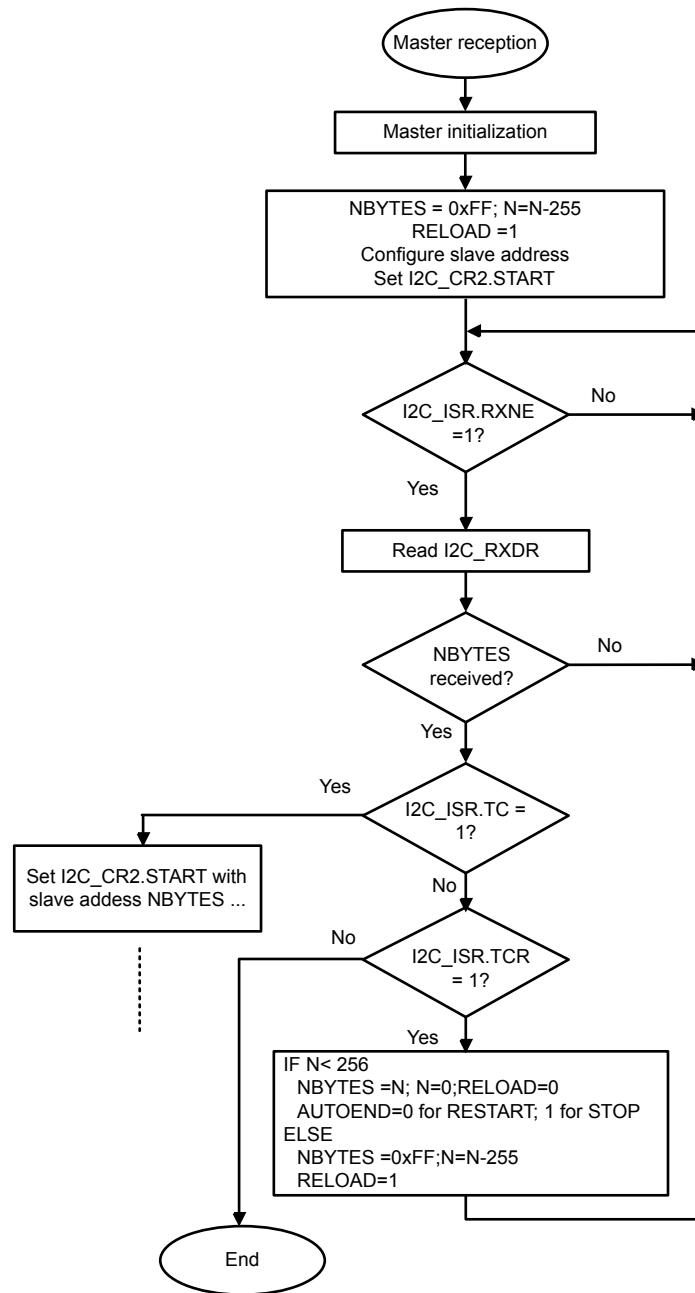 Master reception
Master initialization
NBYTES = 0xFF; N=N-255
RELOAD =1
Configure slave address
Set I2C_CR2.START
I2C_ISR.RXNE
=1?
No
Yes
Read I2C_RXDR
NBYTES
received?
No
Yes
Yes
I2C_ISR.TC =
1?
Set I2C_CR2.START with
slave addess NBYTES ...
No
No
I2C_ISR.TCR
= 1?
Yes
IF N< 256
NBYTES =N; N=0;RELOAD=0
AUTOEND=0 for RESTART; 1 for STOP
ELSE
NBYTES =0xFF;N=N-255
RELOAD=1
End